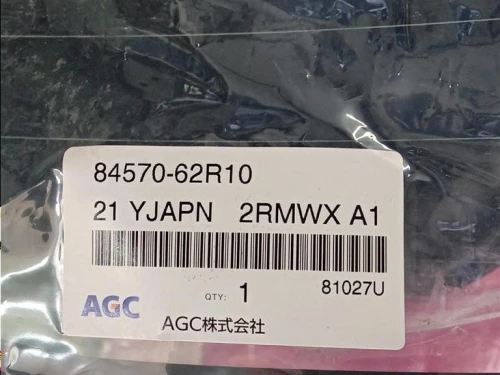 84570-62R10
21 YJAPN 2RMWX A1
AGC QTY: 1 81027U
AGC株式会社